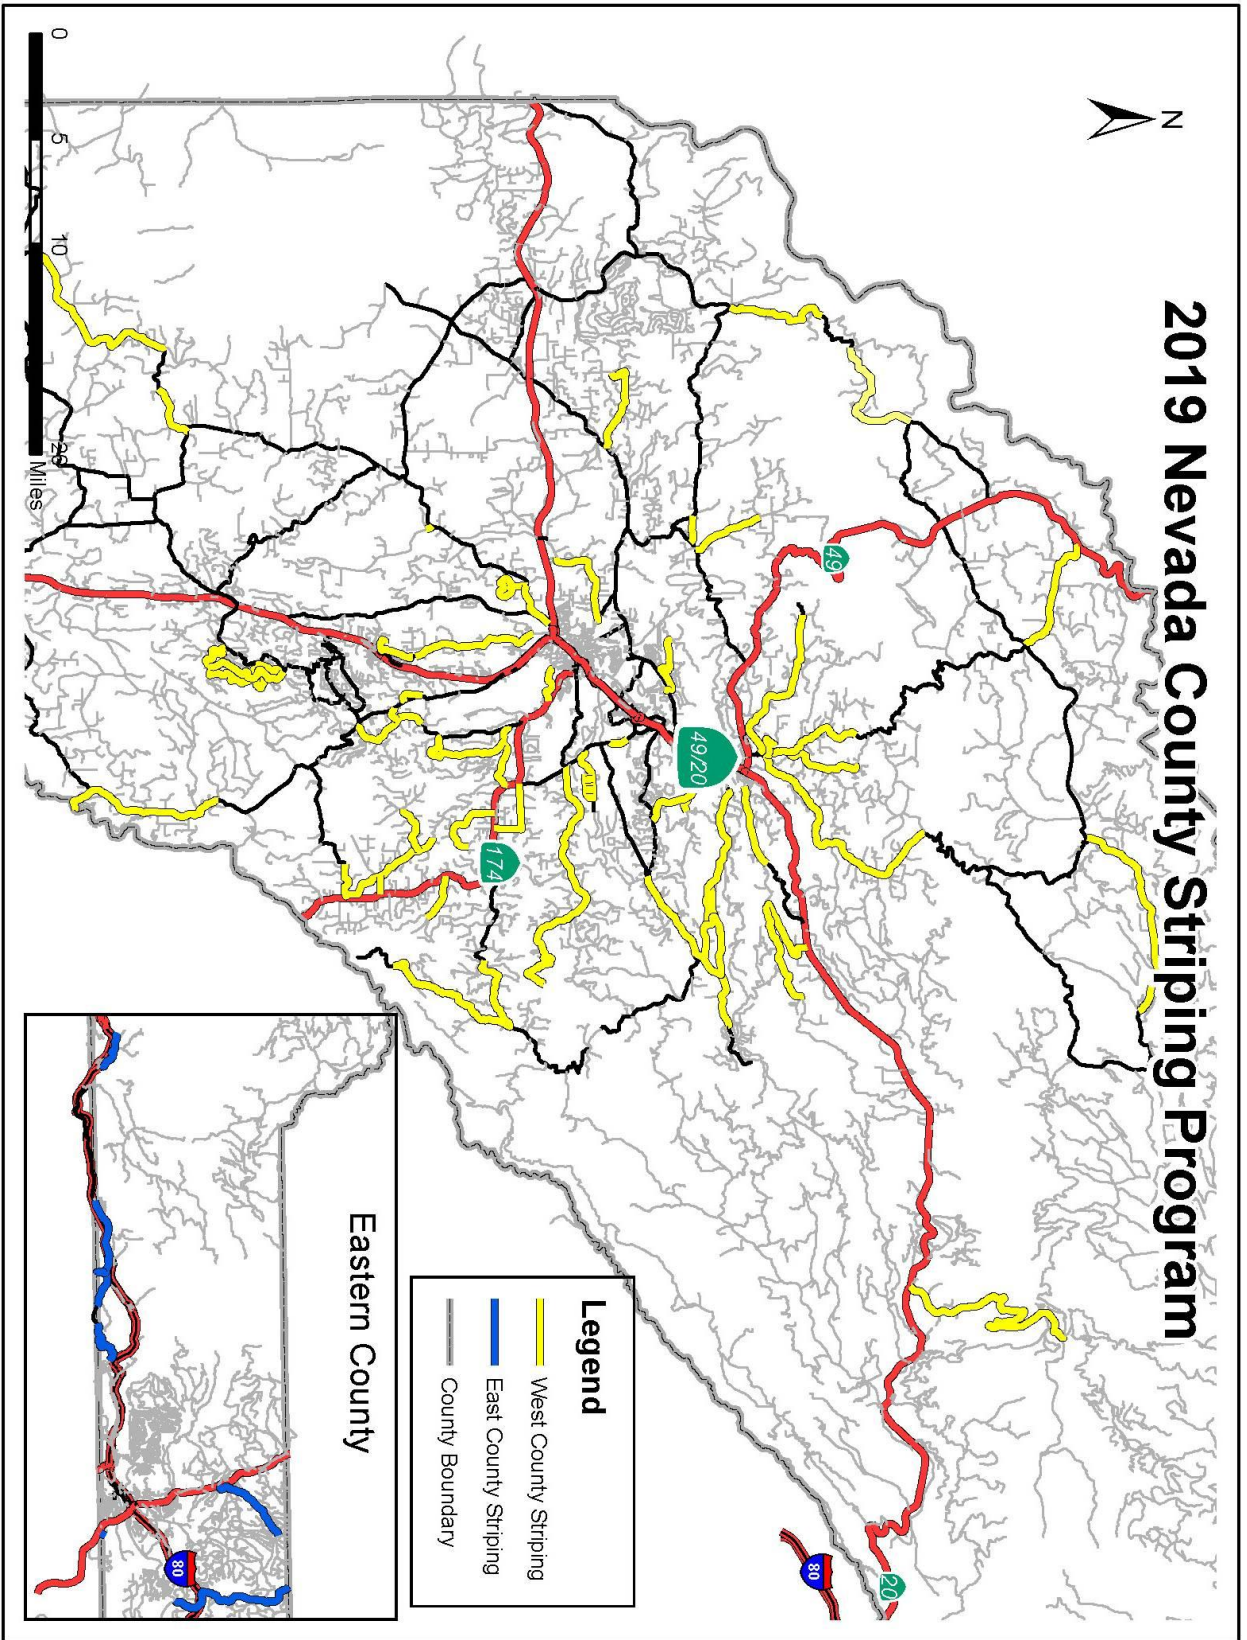 2019 Nevada County Striping Program
N
49
49/20
174
20
80
Legend
West County Striping
East County Striping
County Boundary
Eastern County
80
0
5
10
20
Miles